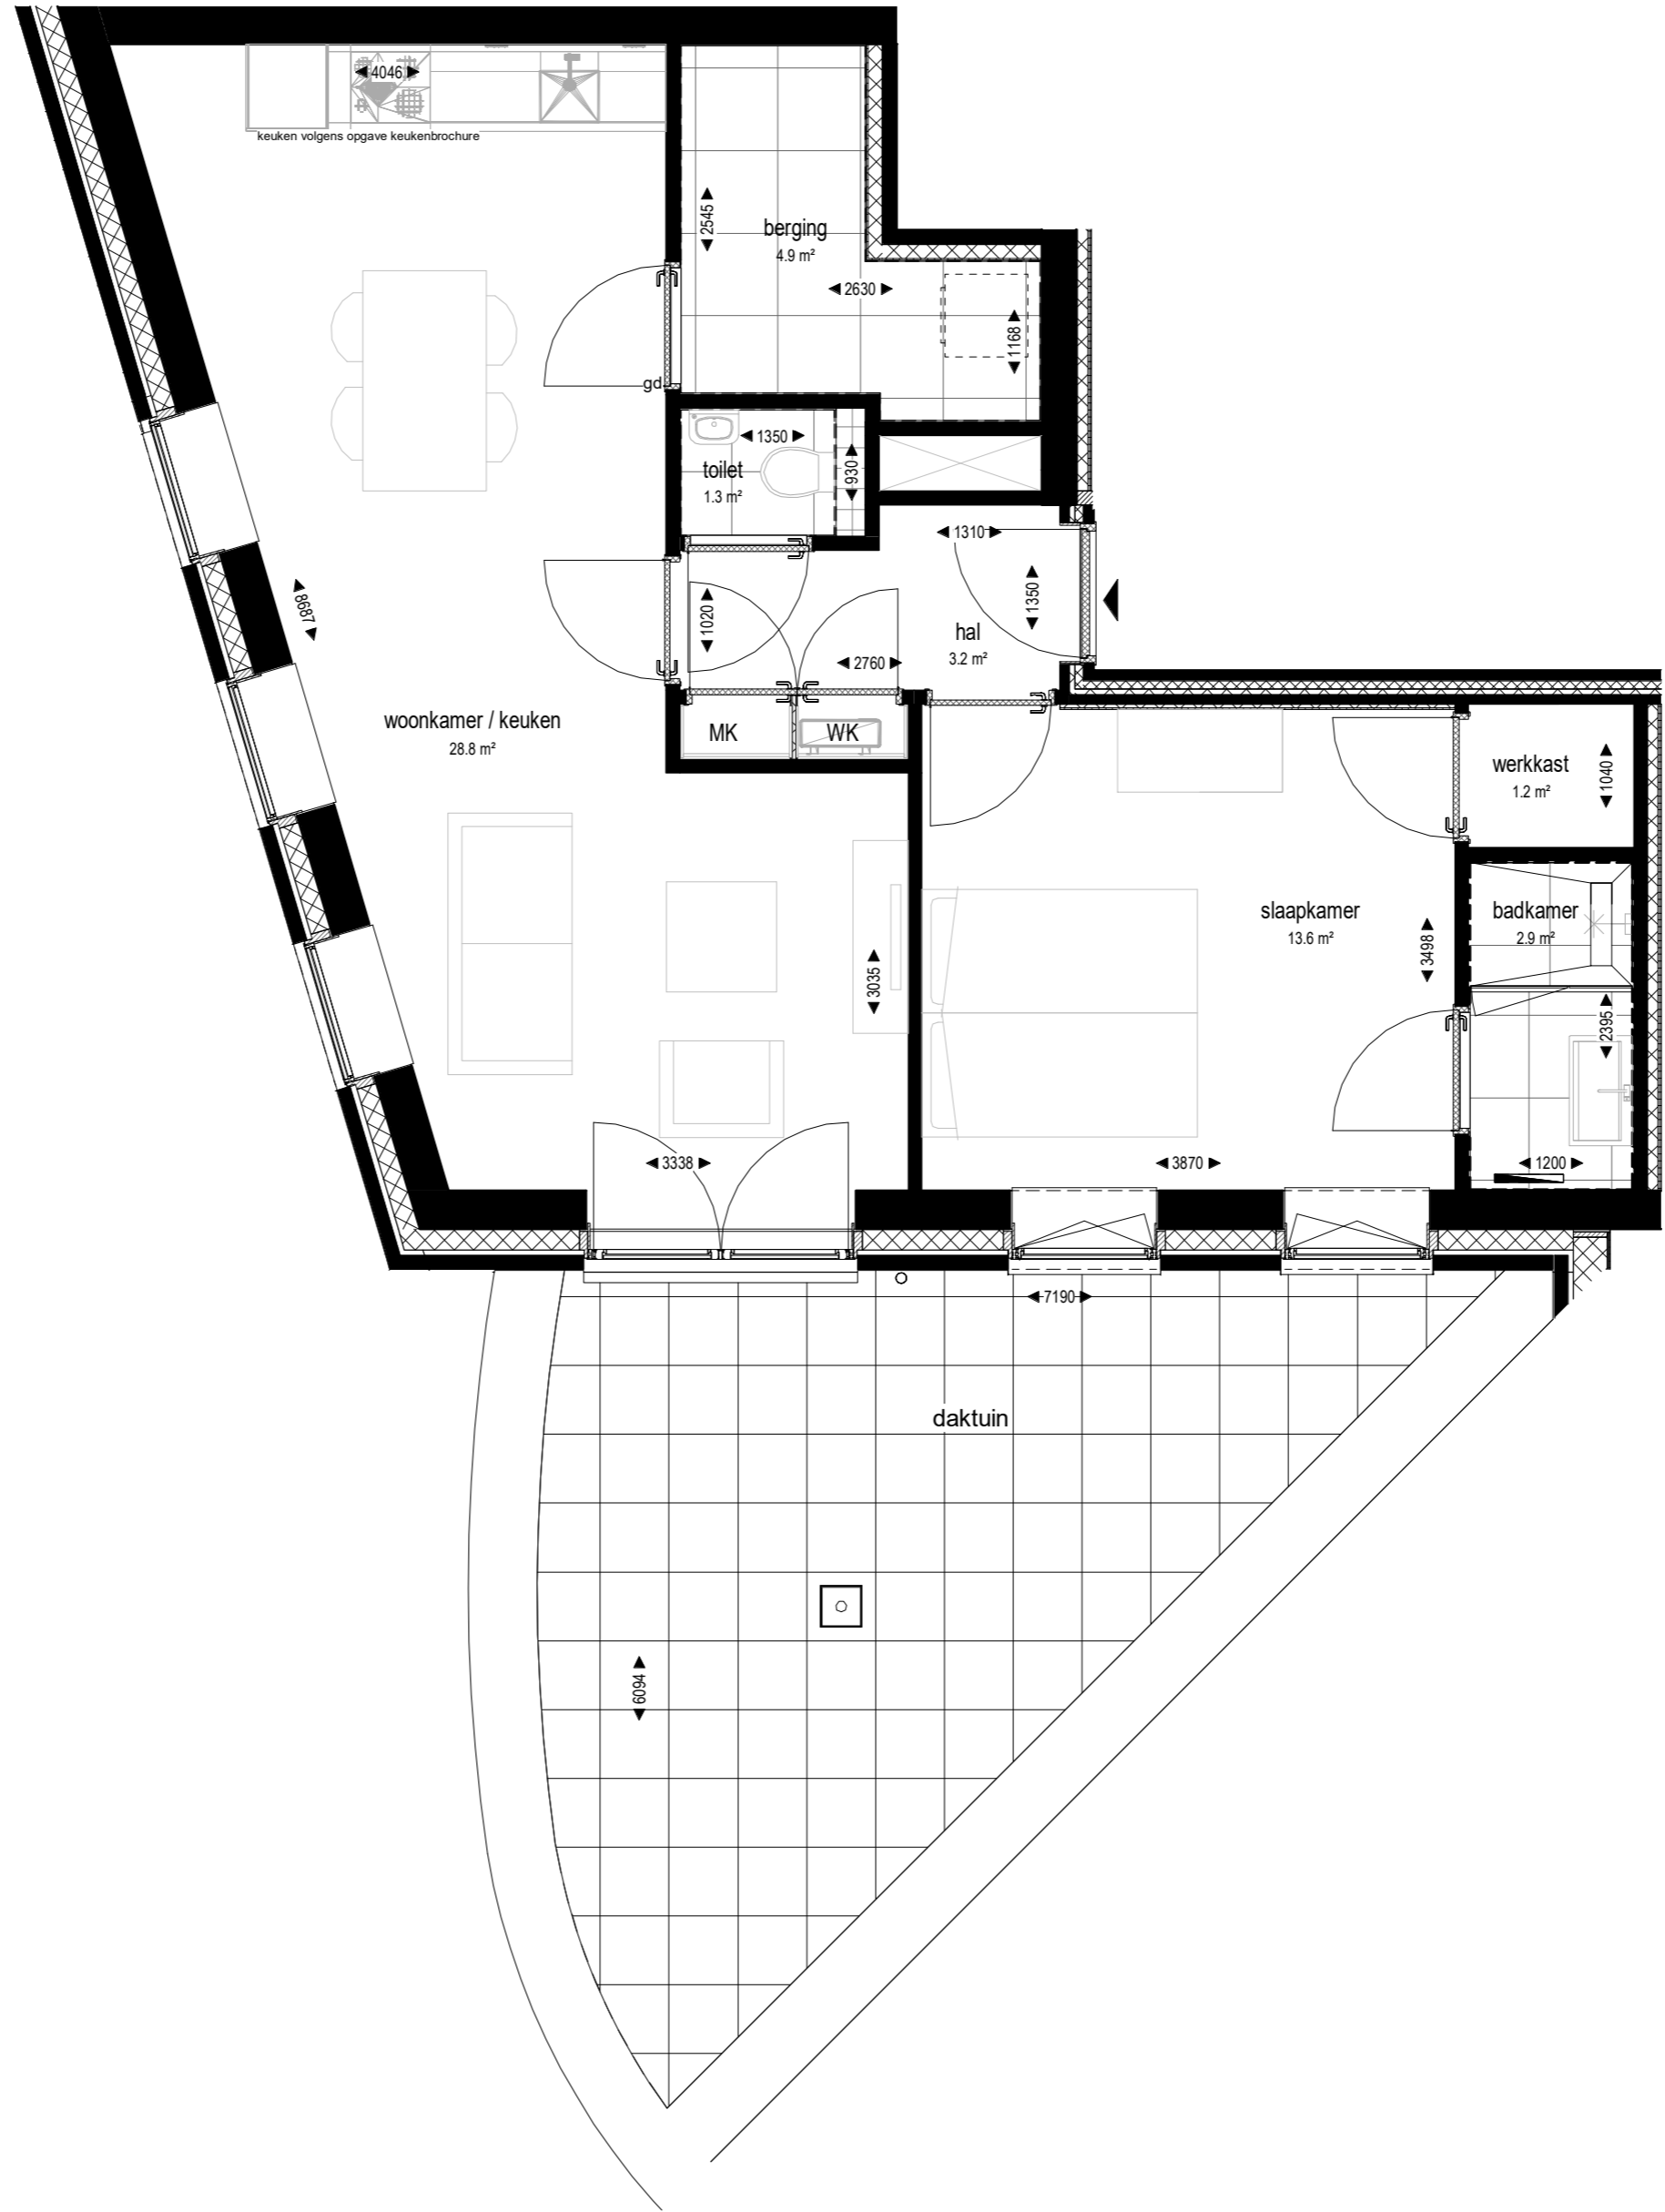 4046
keuken volgens opgave keukenbrochure
2545
berging
4.9 m²
2630
1168
gd
1350
toilet
1.3 m²
930
1310
8687
1020
1350
hal
3.2 m²
2760
woonkamer / keuken
28.8 m²
MK
WK
werkkast
1.2 m²
1040
slaapkamer
13.6 m²
badkamer
2.9 m²
3498
3035
2395
3338
3870
1200
7190
daktuin
6094